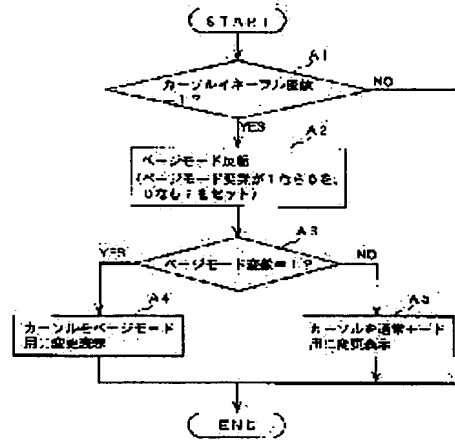 START
A1
カーソルイネーブル変数
1?
NO
YES
A2
ページモード反転
(ページモード変数が1なら0を、
0なら1をセット)
A3
YES
ページモード変数=1?
NO
A4
カーソルをページモード
用に変更表示
A5
カーソルを通常モード
用に変更表示
END